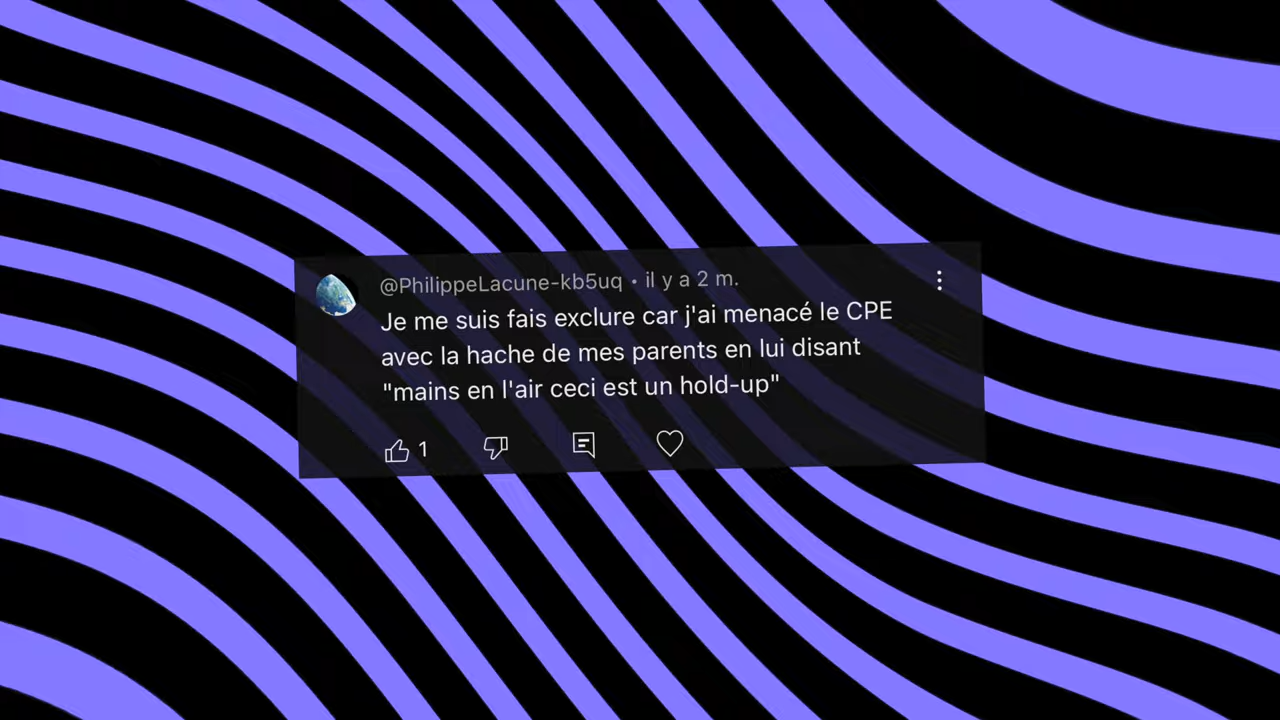 @PhilippeLacune-kb5uq • il y a 2 m.
Je me suis fais exclure car j'ai menacé le CPE
avec la hache de mes parents en lui disant
"mains en l'air ceci est un hold-up"
1